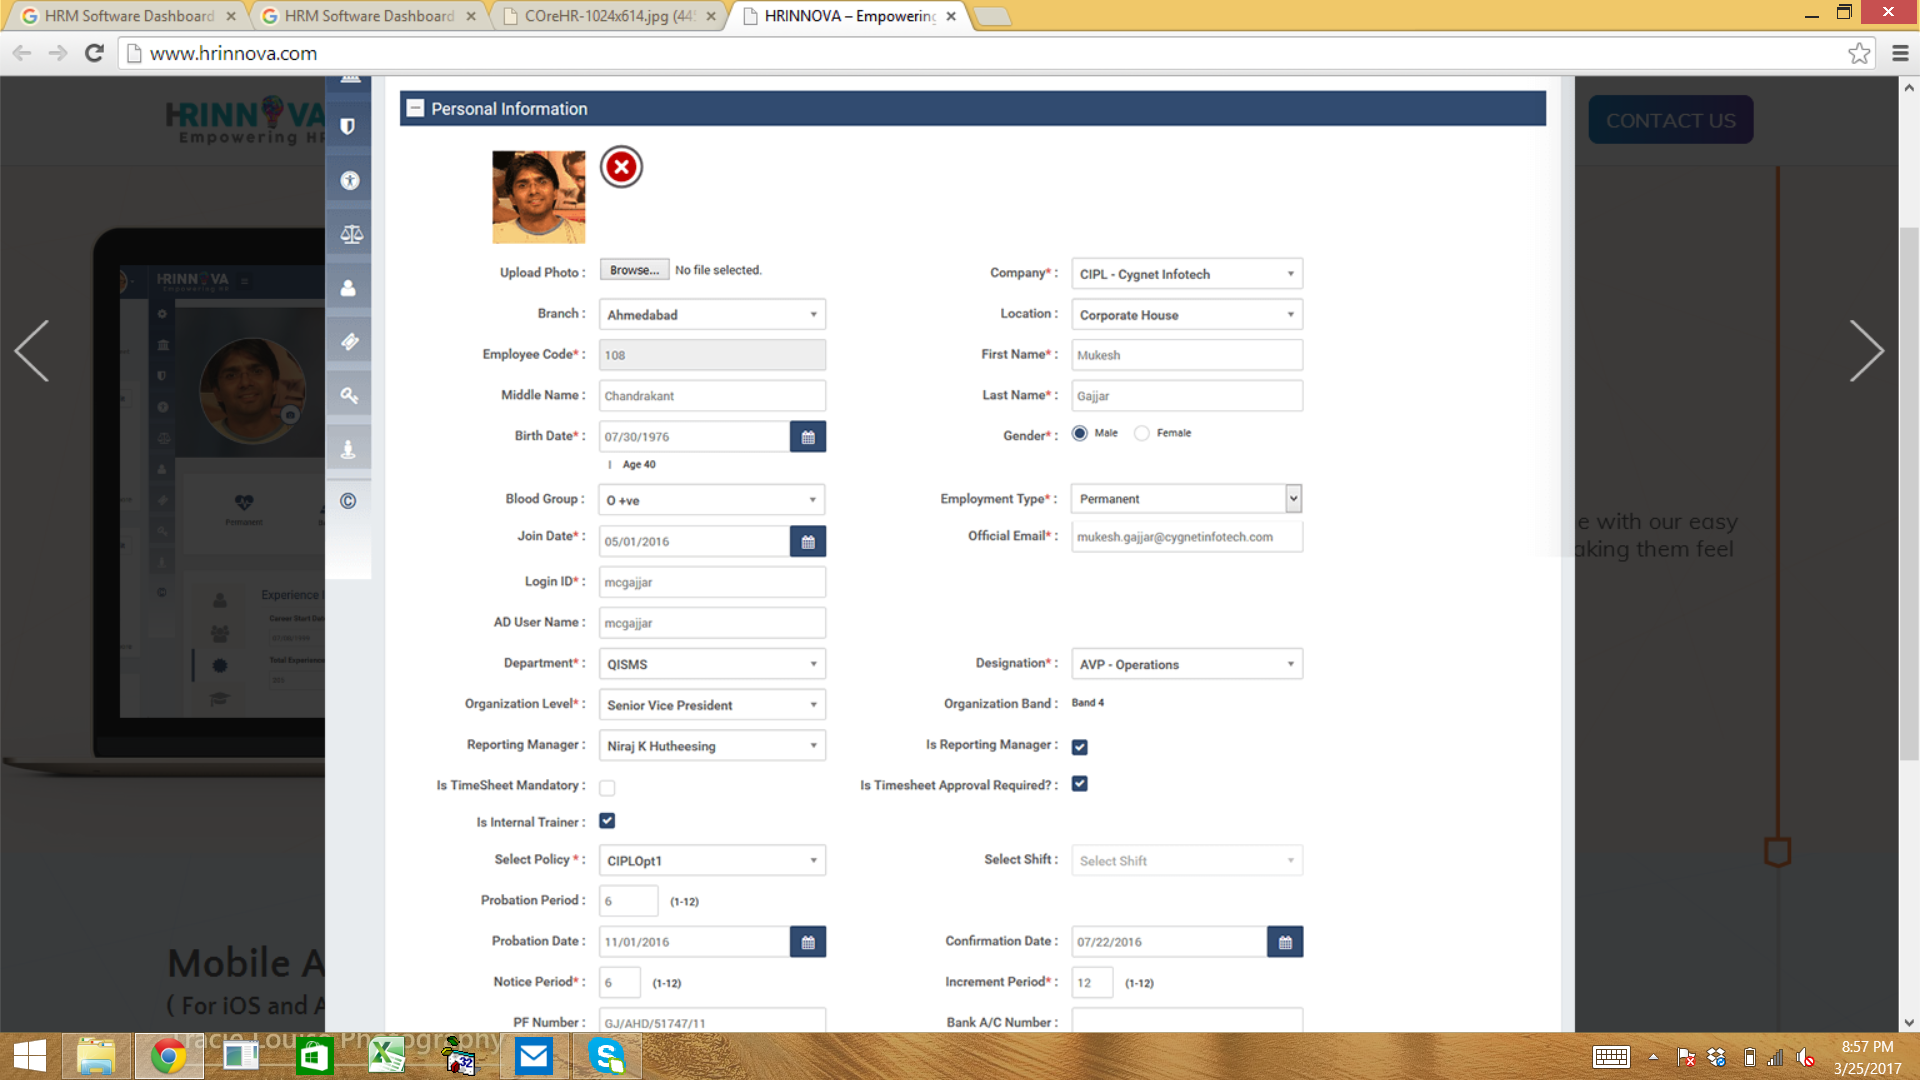 HRM Software Dashboard
HRM Software Dashboard
COreHR-1024x614.jpg (44
HRINNOVA – Empowering
www.hrinnova.com
HRINNOVA
Empowering HR
Personal Information
CONTACT US
HRINNOVA
Empowering HR
Upload Photo : Browse... No file selected. Company* : CIPL - Cygnet Infotech
Branch : Ahmedabad Location : Corporate House
Employee Code* : 108 First Name* : Mukesh
Middle Name : Chandrakant Last Name* : Gajjar
Birth Date* : 07/30/1976 Gender* : Male Female
| Age 40
Blood Group : O +ve Employment Type* : Permanent
Permanent
Join Date* : 05/01/2016 Official Email* : mukesh.gajjar@cygnetinfotech.com
e with our easy
aking them feel
Login ID* : mcgajjar
Experience
AD User Name : mcgajjar
Career Start Dat
Department* : QISMS Designation* : AVP - Operations
Total Experience
Organization Level* : Senior Vice President Organization Band : Band 4
Reporting Manager : Niraj K Hutheesing Is Reporting Manager :
Is TimeSheet Mandatory : Is Timesheet Approval Required? :
Is Internal Trainer :
Select Policy * : CIPLOpt1 Select Shift : Select Shift
Probation Period : 6 (1-12)
Probation Date : 11/01/2016 Confirmation Date : 07/22/2016
Mobile A
Notice Period* : 6 (1-12) Increment Period* : 12 (1-12)
( For iOS and A
PF Number : GJ/AHD/51747/11 Bank A/C Number :
Tracie Louise Photography
32
8:57 PM
3/25/2017